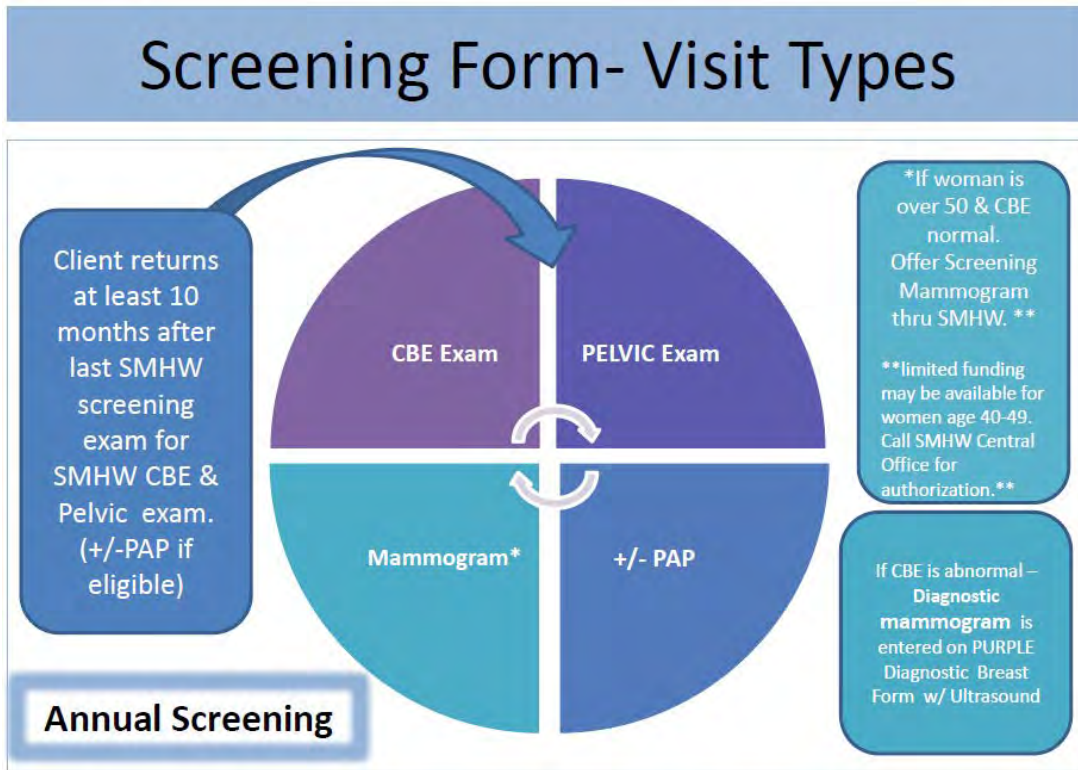 Screening Form- Visit Types
Client returns
at least 10
months after
last SMHW
screening
exam for
SMHW CBE &
Pelvic exam.
(+/-PAP if
eligible)
CBE Exam
PELVIC Exam
Mammogram*
+/- PAP
*If woman is
over 50 & CBE
normal.
Offer Screening
Mammogram
thru SMHW. **
**limited funding
may be available for
women age 40-49.
Call SMHW Central
Office for
authorization.**
If CBE is abnormal –
Diagnostic
mammogram is
entered on PURPLE
Diagnostic Breast
Form w/ Ultrasound
Annual Screening